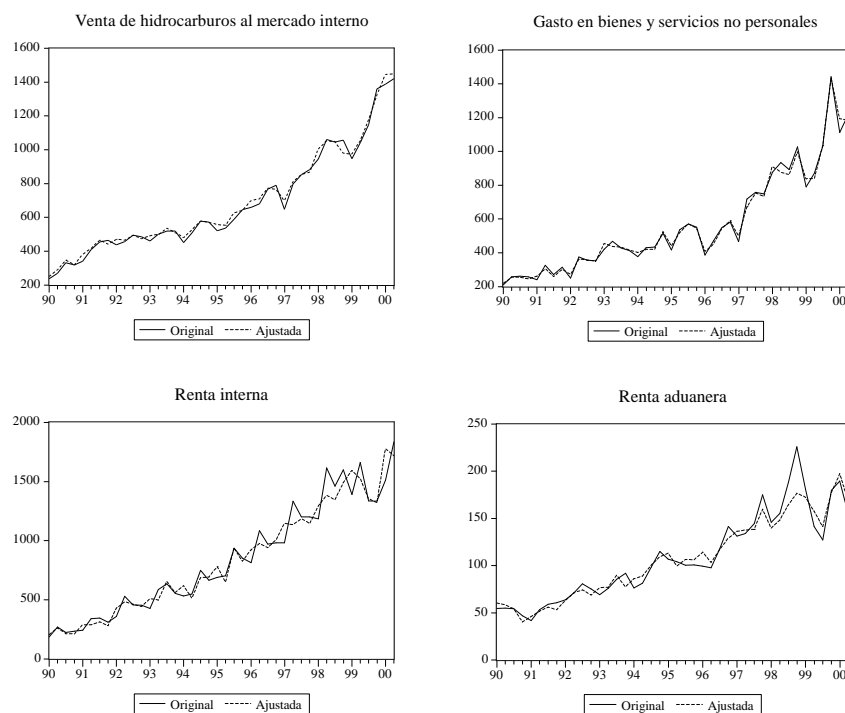 Venta de hidrocarburos al mercado interno
1600
1400
1200
1000
800
600
400
200
90 91 92 93 94 95 96 97 98 99 00
Original Ajustada
Gasto en bienes y servicios no personales
1600
1400
1200
1000
800
600
400
200
90 91 92 93 94 95 96 97 98 99 00
Original Ajustada
Renta interna
2000
1500
1000
500
0
90 91 92 93 94 95 96 97 98 99 00
Original Ajustada
Renta aduanera
250
200
150
100
50
0
90 91 92 93 94 95 96 97 98 99 00
Original Ajustada